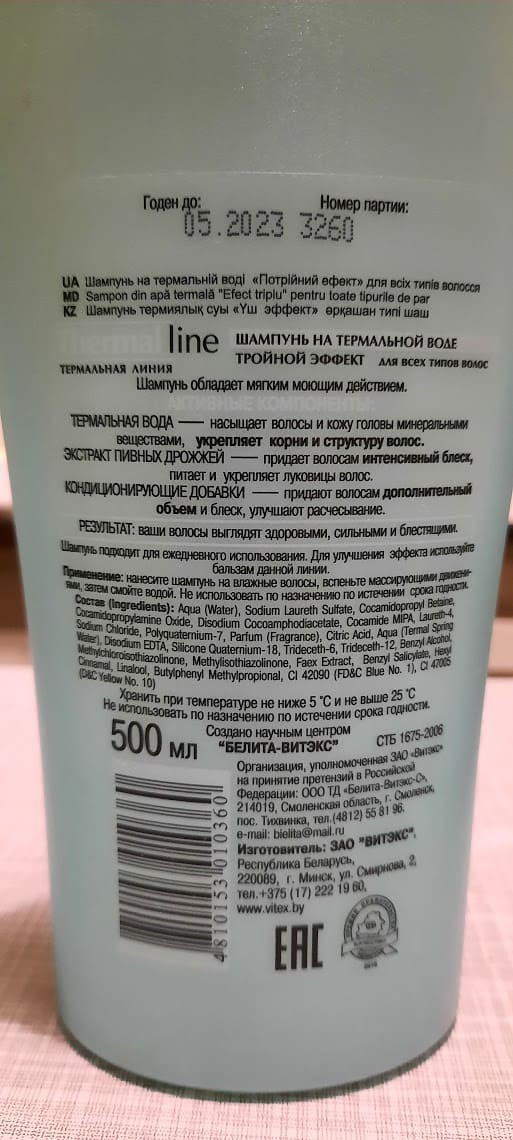 Годен до:
Номер партии:
05.2023 3260
UA Шампунь на термальній воді «Потрійний ефект» для всіх типів волосся
MD Sampon din apă termală "Efect triplu" pentru toate tipurile de par
KZ Шампунь термиялық суы «Үш эффект» әрқашан типі шаш
Thermal line
ШАМПУНЬ НА ТЕРМАЛЬНОЙ ВОДЕ
ТРОЙНОЙ ЭФФЕКТ для всех типов волос
ТЕРМАЛЬНАЯ ЛИНИЯ
Шампунь обладает мягким моющим действием.
АКТИВНЫЕ КОМПОНЕНТЫ:
ТЕРМАЛЬНАЯ ВОДА — насыщает волосы и кожу головы минеральными
веществами, укрепляет корни и структуру волос.
ЭКСТРАКТ ПИВНЫХ ДРОЖЖЕЙ — придает волосам интенсивный блеск,
питает и укрепляет луковицы волос.
КОНДИЦИОНИРУЮЩИЕ ДОБАВКИ — придают волосам дополнительный
объем и блеск, улучшают расчесывание.
РЕЗУЛЬТАТ: ваши волосы выглядят здоровыми, сильными и блестящими.
Шампунь подходит для ежедневного использования. Для улучшения эффекта используйте
бальзам данной линии.
Применение: нанесите шампунь на влажные волосы, вспеньте массирующими движени-
ями, затем смойте водой. Не использовать по назначению по истечении срока годности.
Состав (Ingredients): Aqua (Water), Sodium Laureth Sulfate, Cocamidopropyl Betaine,
Cocamidopropylamine Oxide, Disodium Cocoamphodiacetate, Cocamide MIPA, Laureth-4,
Sodium Chloride, Polyquaternium-7, Parfum (Fragrance), Citric Acid, Aqua (Termal Spring
Water), Disodium EDTA, Silicone Quaternium-18, Trideceth-6, Trideceth-12, Benzyl Alcohol,
Methylchloroisothiazolinone, Methylisothiazolinone, Faex Extract, Benzyl Salicylate, Hexyl
Cinnamal, Linalool, Butylphenyl Methylpropional, CI 42090 (FD&C Blue No. 1), CI 47005
(D&C Yellow No. 10)
Хранить при температуре не ниже 5 °С и не выше 25 °С
Не использовать по назначению по истечении срока годности.
500 мл
Создано научным центром
"БЕЛИТА-ВИТЭКС"
СТБ 1675-2006
Организация, уполномоченная ЗАО «Витэкс»
на принятие претензий в Российской
Федерации: ООО ТД «Белита-Витэкс-С»,
214019, Смоленская область, г. Смоленск,
пос. Тихвинка, тел.(4812) 55 81 96.
e-mail: bielita@mail.ru
Изготовитель: ЗАО "ВИТЭКС".
Республика Беларусь,
220089, г. Минск, ул. Смирнова, 2,
тел.+375 (17) 222 19 60,
www.vitex.by
4810153010360
EAC